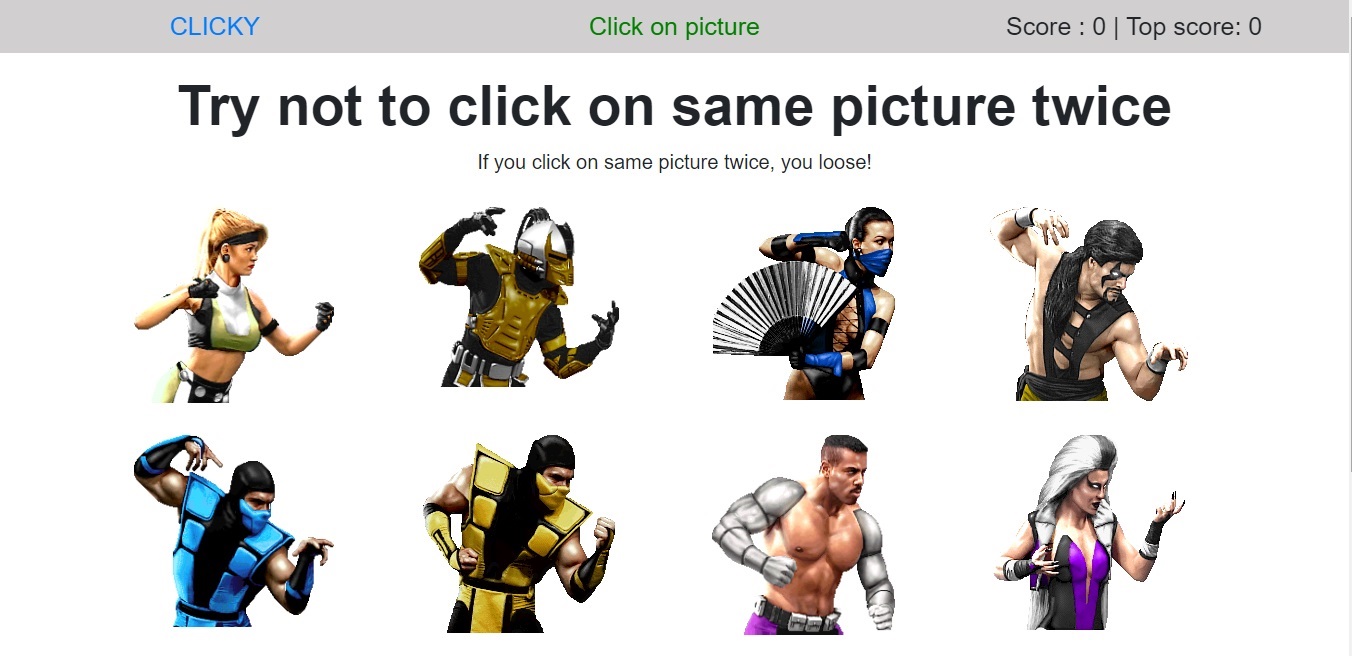 CLICKY Click on picture Score : 0 | Top score: 0
Try not to click on same picture twice
If you click on same picture twice, you loose!